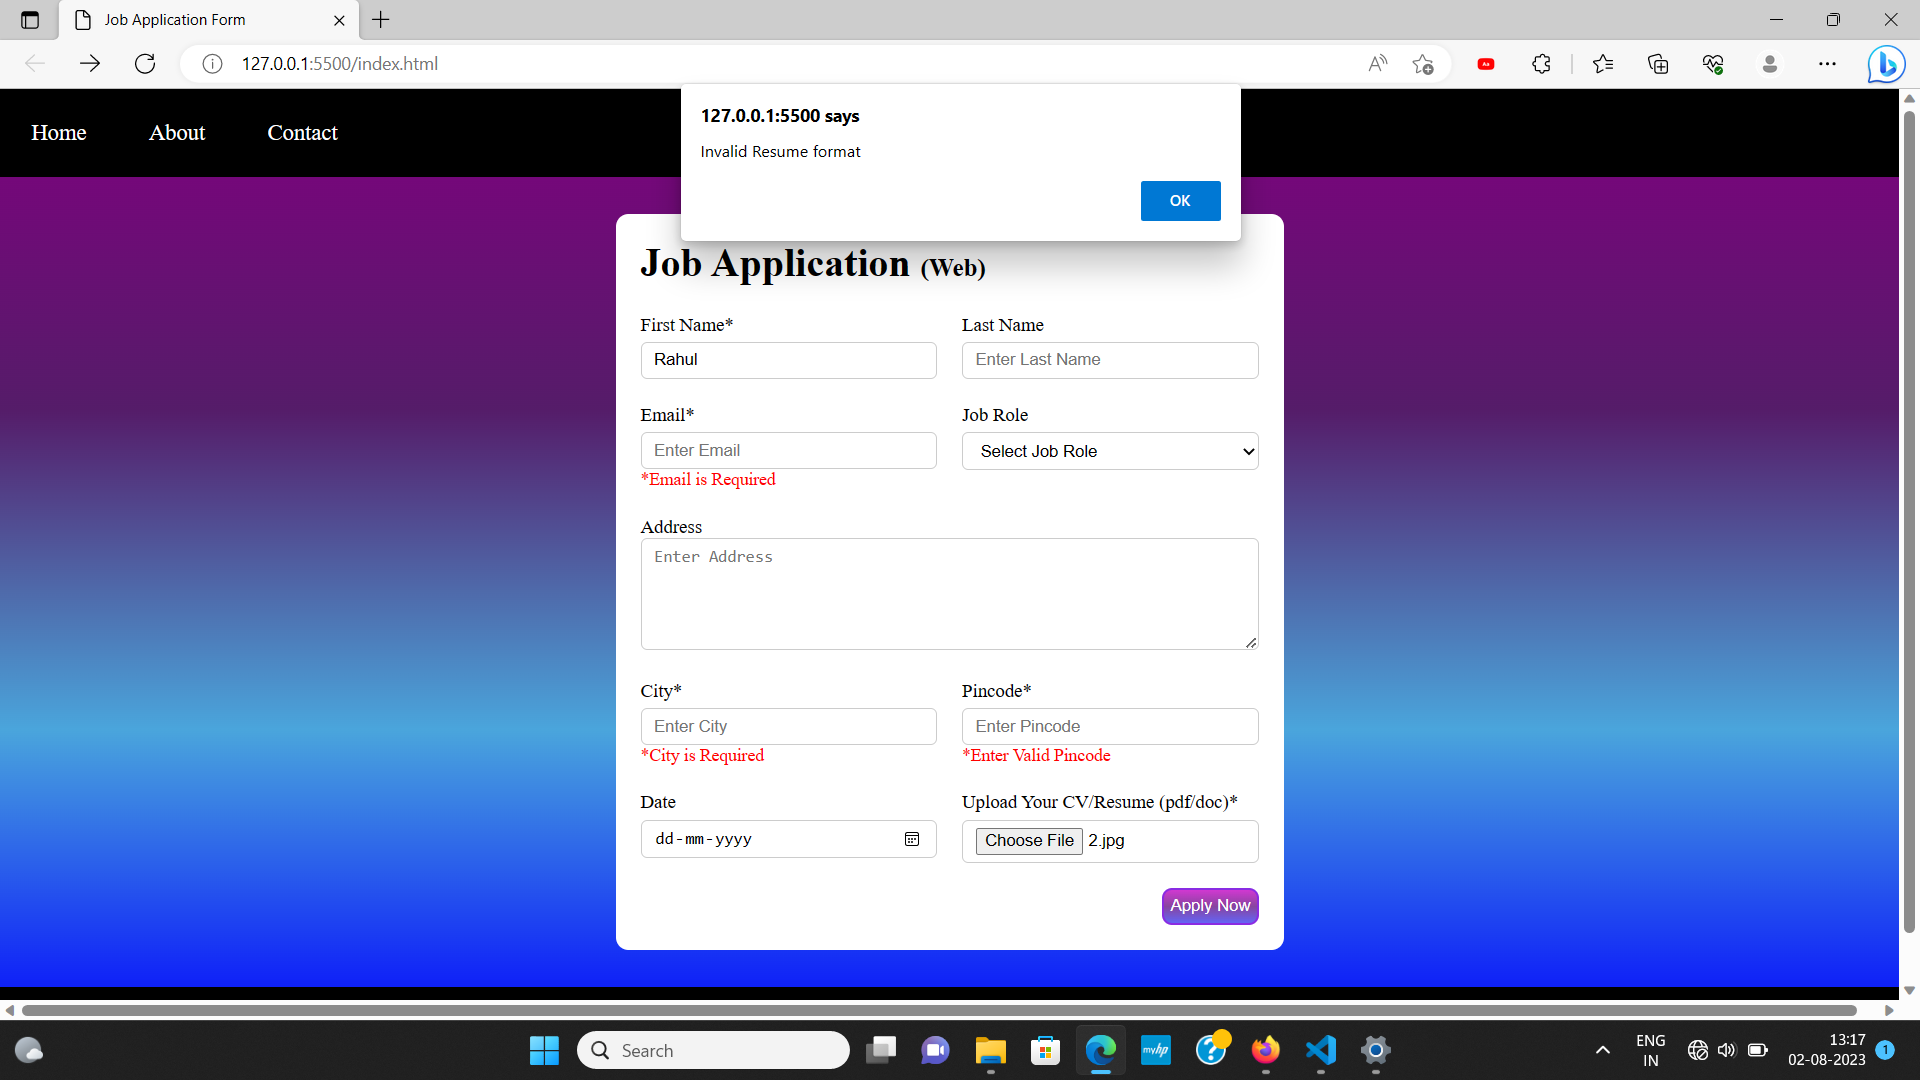 Job Application Form
127.0.0.1:5500/index.html
Home About Contact
127.0.0.1:5500 says
Invalid Resume format
OK
Job Application (Web)
First Name* Last Name
Rahul Enter Last Name
Email* Job Role
Enter Email Select Job Role
*Email is Required
Address
Enter Address
City* Pincode*
Enter City Enter Pincode
*City is Required *Enter Valid Pincode
Date Upload Your CV/Resume (pdf/doc)*
dd-mm-yyyy Choose File 2.jpg
Apply Now
Search
myhp
ENG
IN
13:17
02-08-2023
1